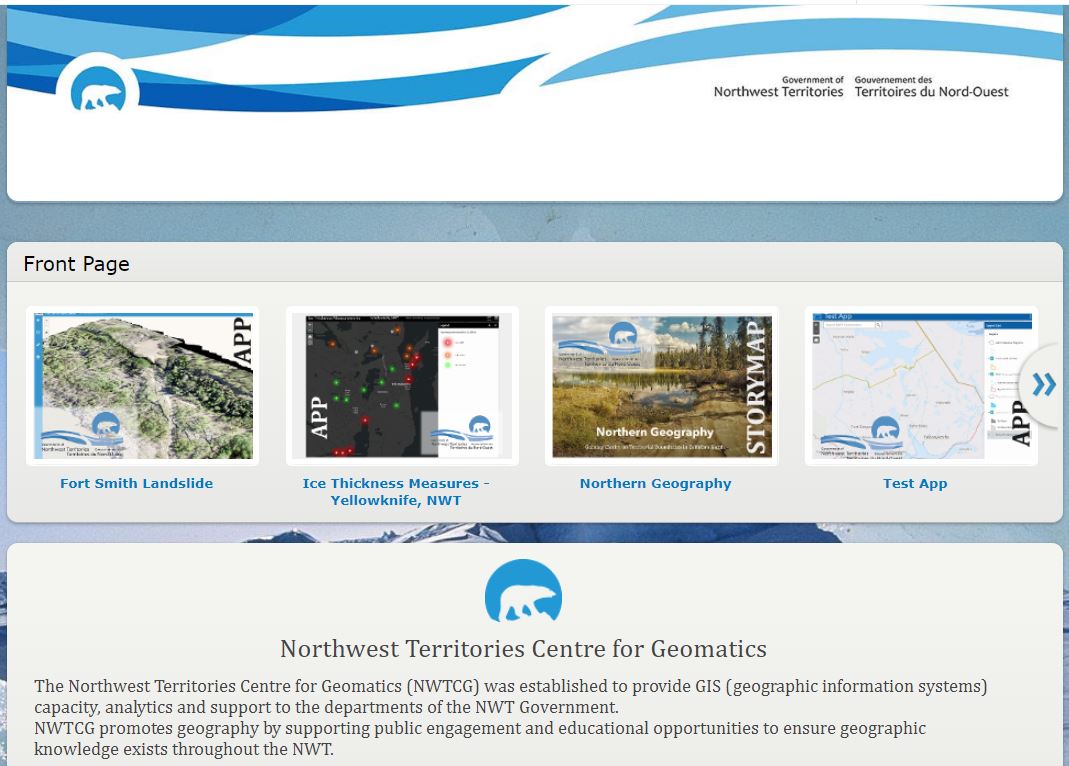 Government of Gouvernement des
Northwest Territories Territoires du Nord-Ouest
Front Page
APP
APP
Northern Geography
STORYMAP
Test App
APP
Fort Smith Landslide
Ice Thickness Measures -
Yellowknife, NWT
Northern Geography
Test App
Northwest Territories Centre for Geomatics
The Northwest Territories Centre for Geomatics (NWTCG) was established to provide GIS (geographic information systems)
capacity, analytics and support to the departments of the NWT Government.
NWTCG promotes geography by supporting public engagement and educational opportunities to ensure geographic
knowledge exists throughout the NWT.